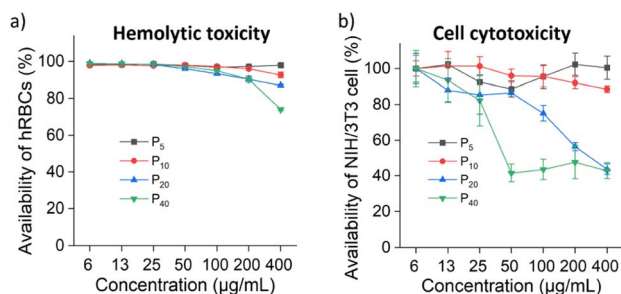 a)
Hemolytic toxicity
Availability of hRBCs (%)
100
80
60
40
20
0
P5
P10
P20
P40
6 13 25 50 100 200 400
Concentration (µg/mL)
b)
Cell cytotoxicity
Availability of NIH/3T3 cell (%)
100
80
60
40
20
0
P5
P10
P20
P40
6 13 25 50 100 200 400
Concentration (µg/mL)